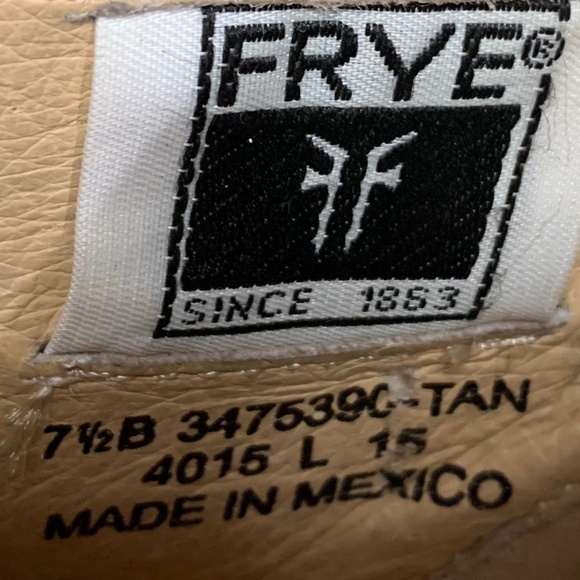 FRYE®
SINCE 1863
7½B 3475390-TAN
4015 L 15
MADE IN MEXICO